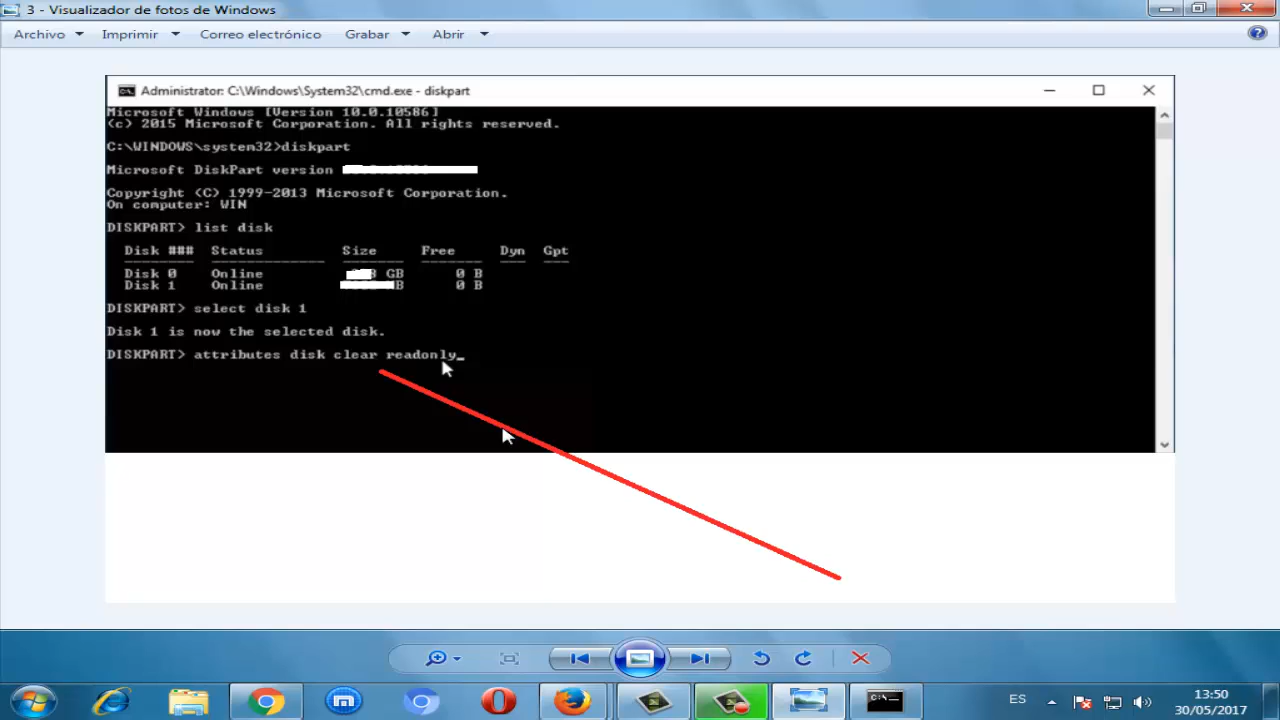 3 - Visualizador de fotos de Windows
Archivo Imprimir Correo electrónico Grabar Abrir
Administrator: C:\Windows\System32\cmd.exe - diskpart
Microsoft Windows [Version 10.0.10586]
(c) 2015 Microsoft Corporation. All rights reserved.
C:\WINDOWS\system32>diskpart
Microsoft DiskPart version
Copyright (C) 1999-2013 Microsoft Corporation.
On computer: WIN
DISKPART> list disk
Disk ### Status Size Free Dyn Gpt
Disk 0 Online GB 0 B
Disk 1 Online B 0 B
DISKPART> select disk 1
Disk 1 is now the selected disk.
DISKPART> attributes disk clear readonly_
ES
13:50
30/05/2017